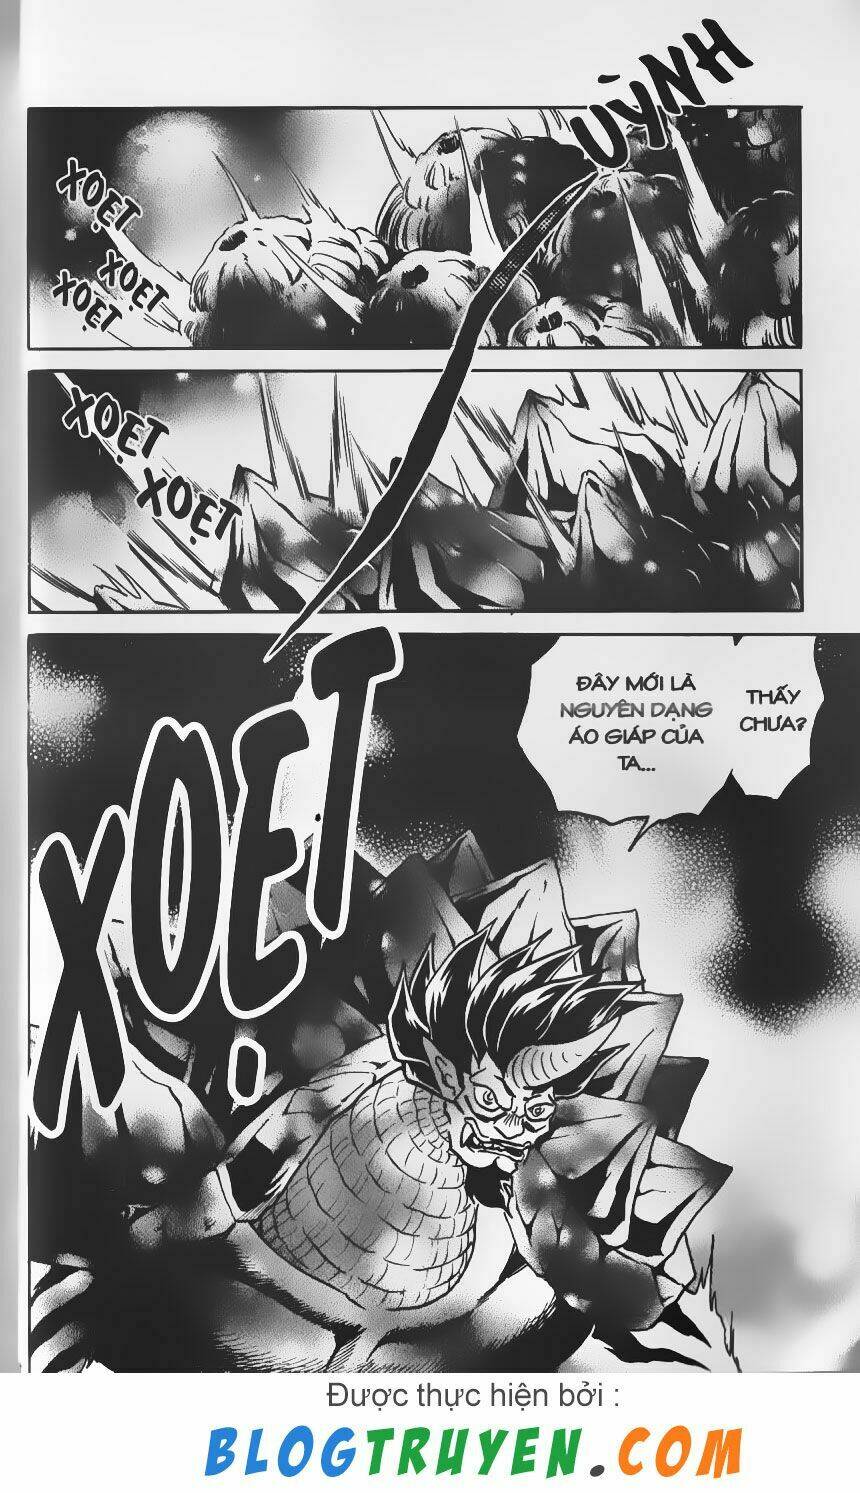 UỲNH
XOẸT
XOẸT
XOẸT
XOẸT
XOẸT
THẤY
CHƯA?
ĐÂY MỚI LÀ
NGUYÊN DẠNG
ÁO GIÁP CỦA
TA...
XOẸT
Được thực hiện bởi :
BLOGTRUYEN.COM